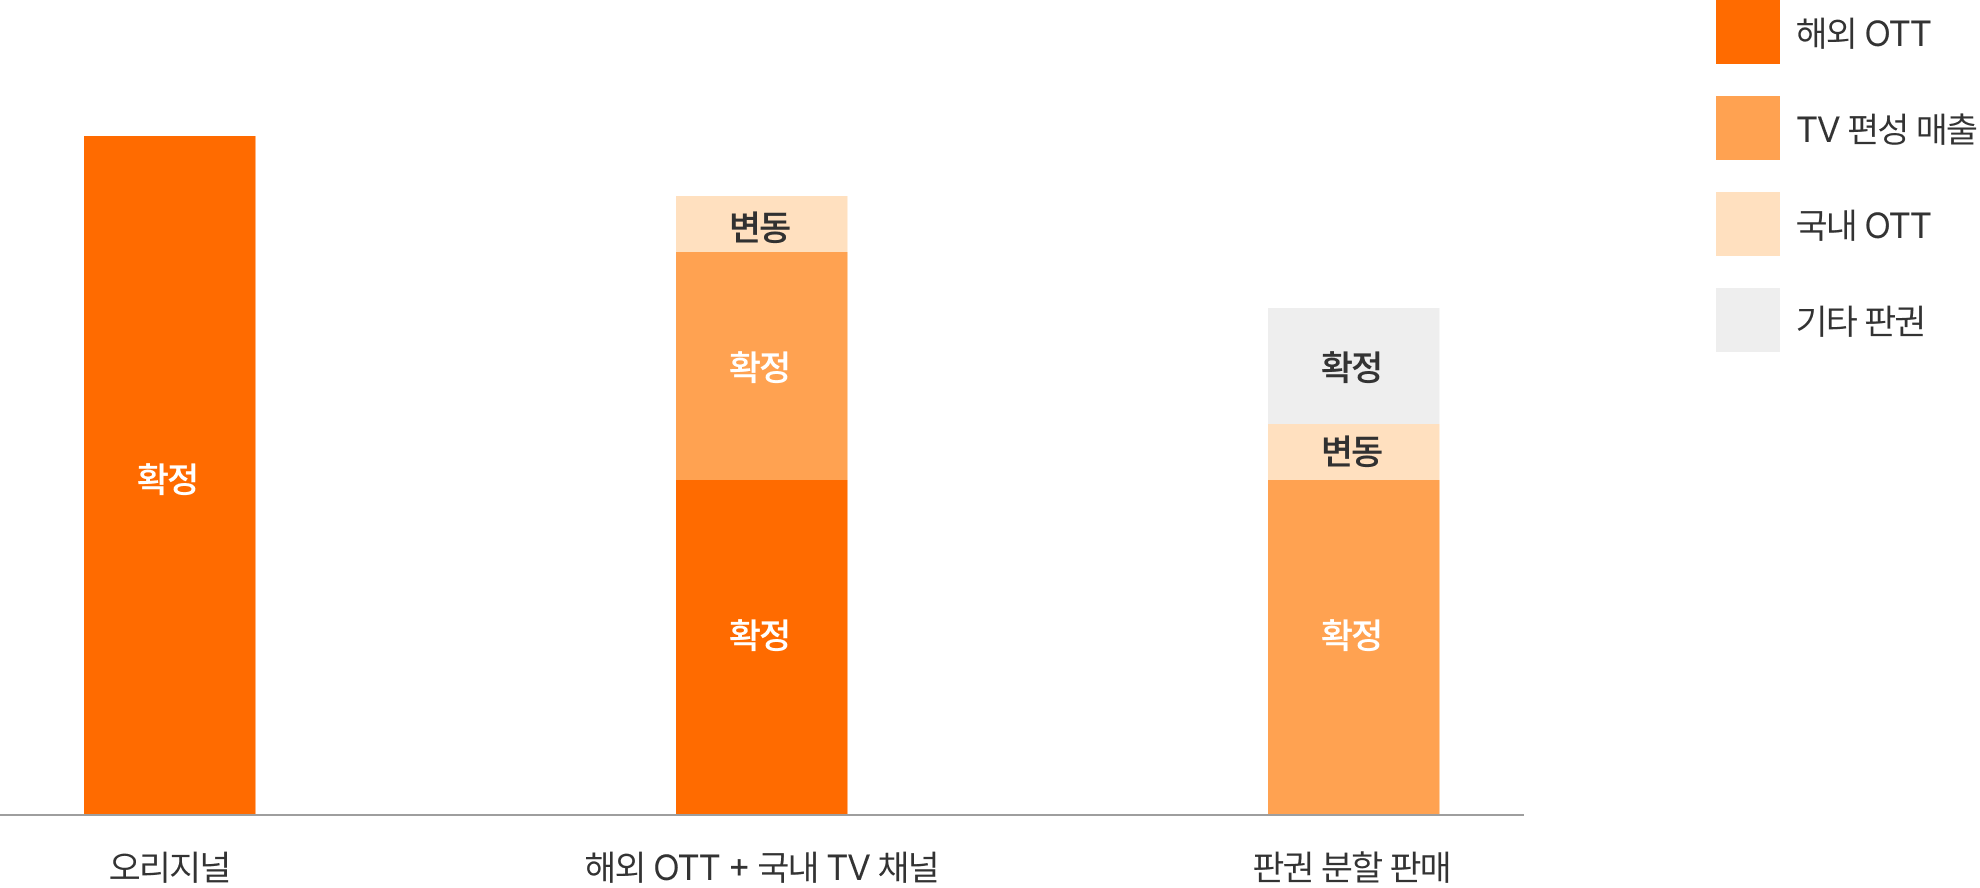 해외 OTT
TV 편성 매출
국내 OTT
기타 판권
확정
변동
확정
확정
확정
변동
확정
오리지널
해외 OTT + 국내 TV 채널
판권 분할 판매